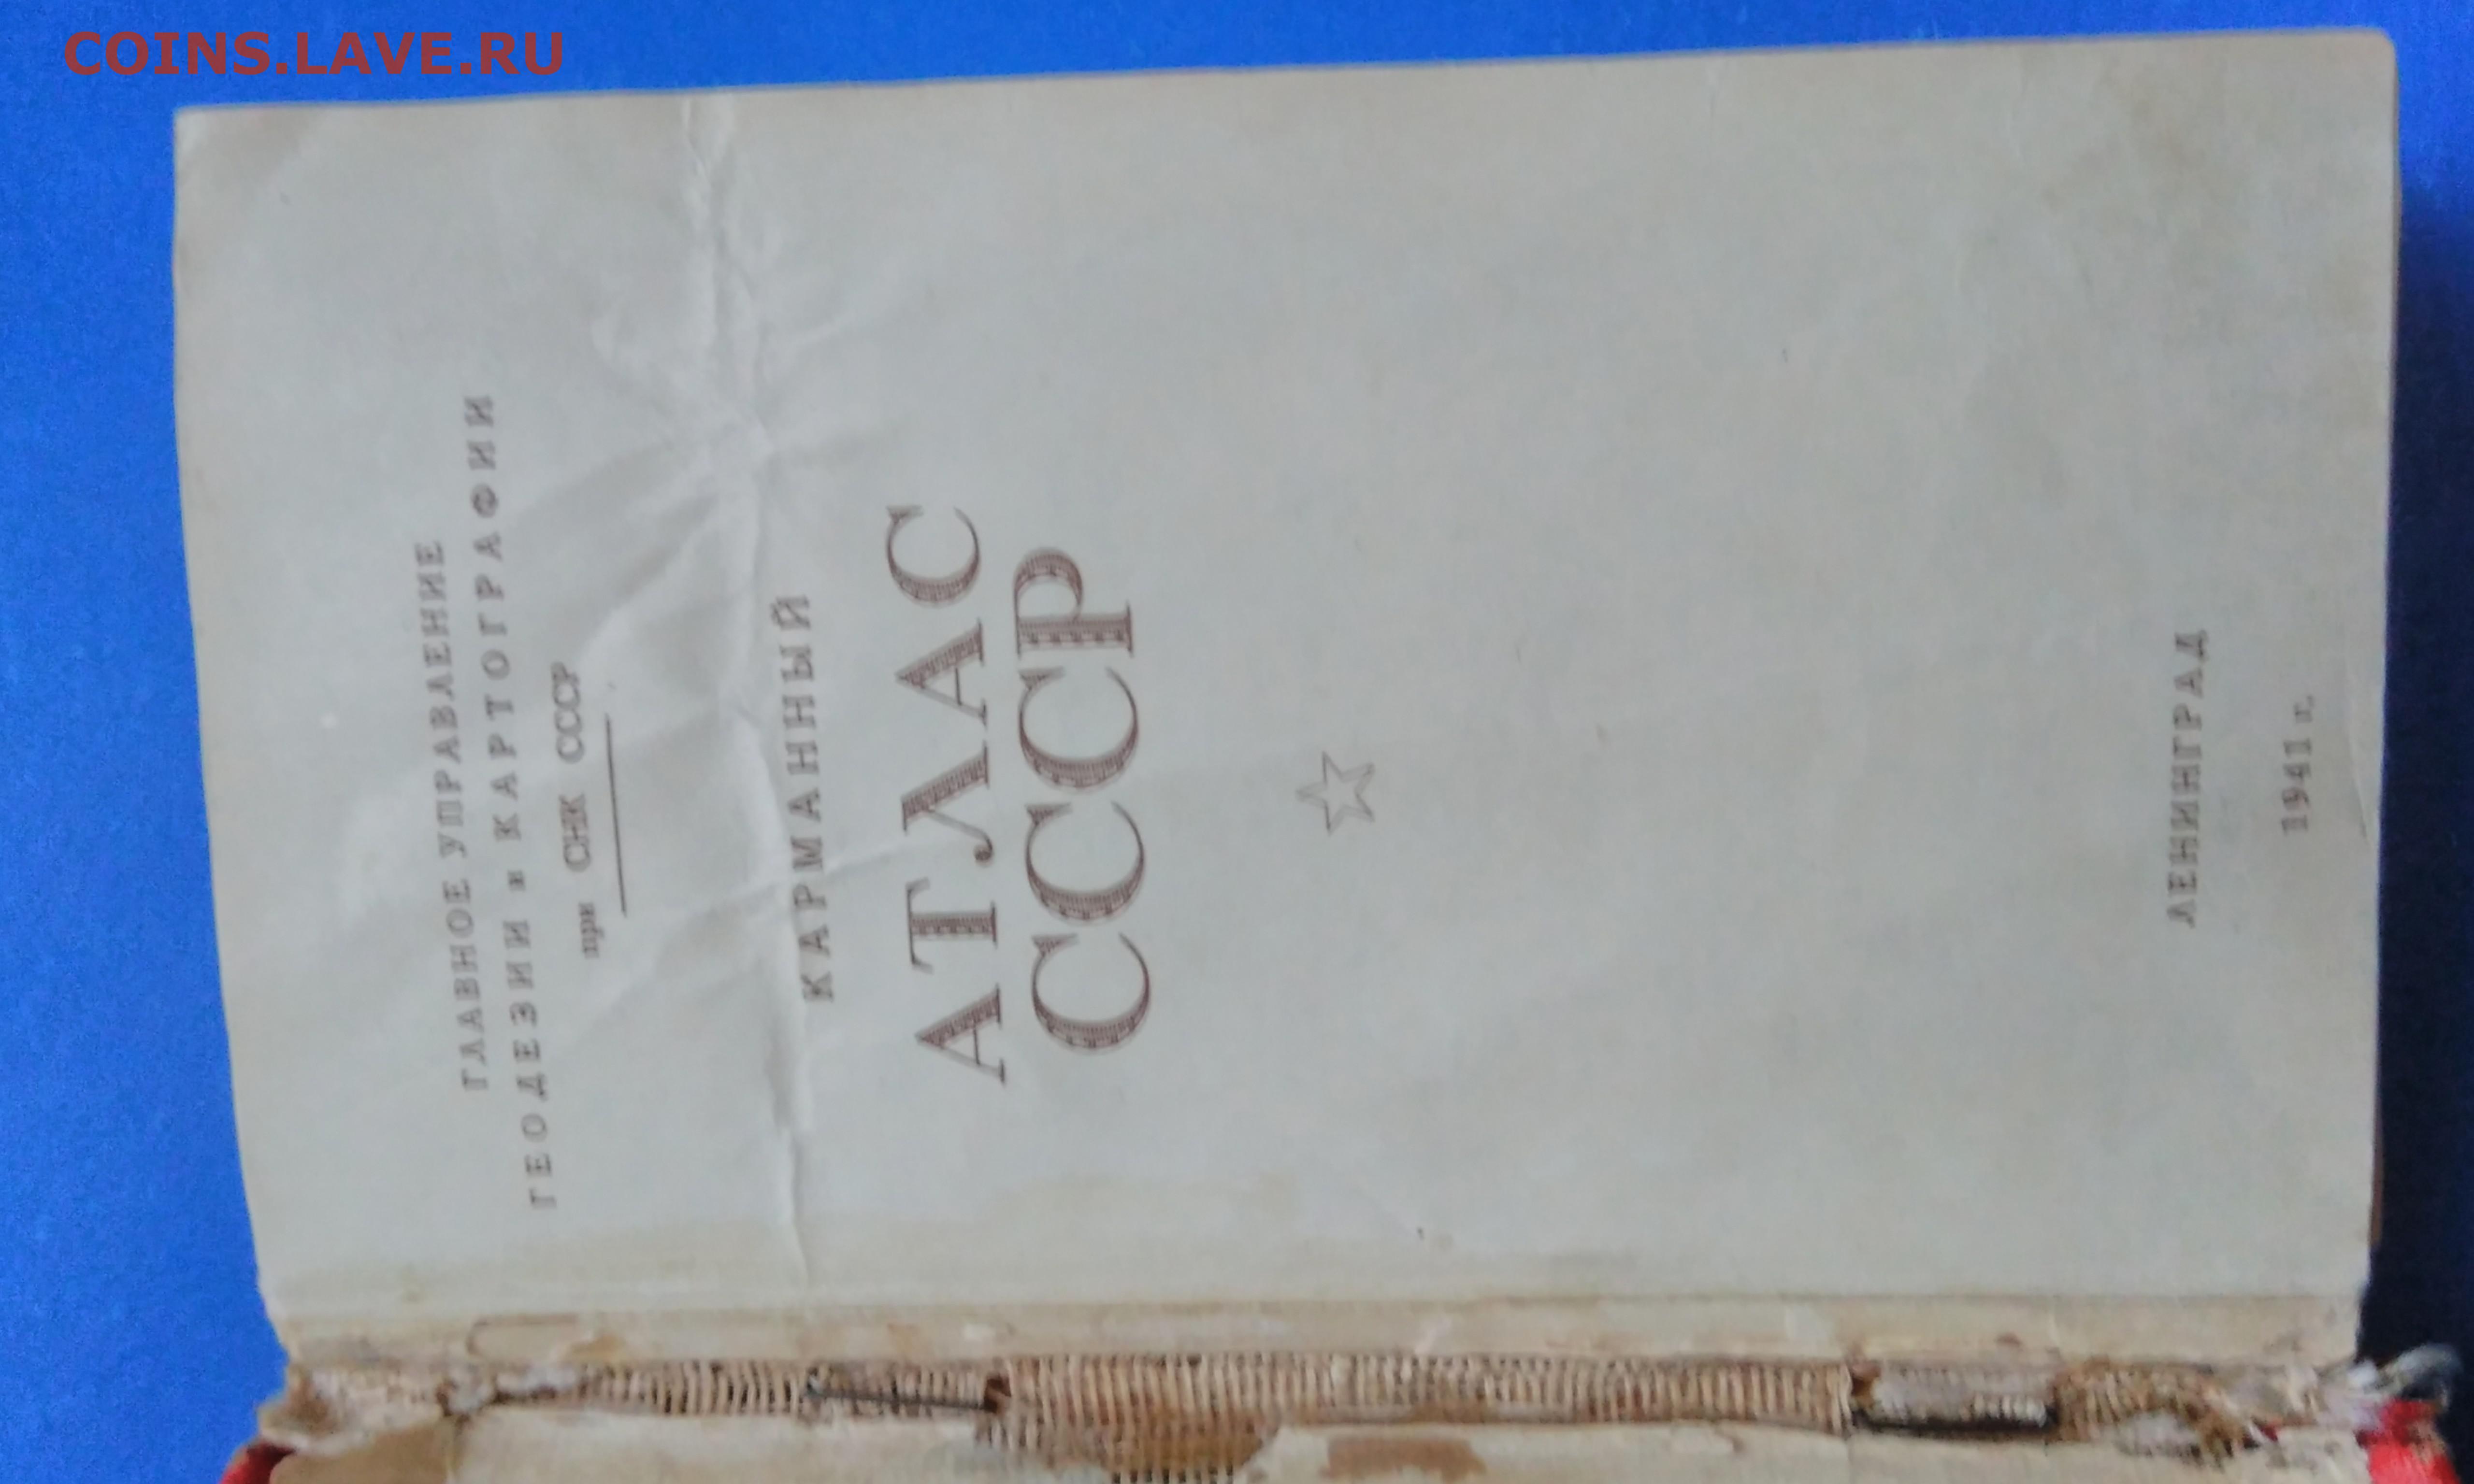 COINS.LAVE.RU
ГЛАВНОЕ УПРАВЛЕНИЕ
ГЕОДЕЗИИ и КАРТОГРАФИИ
при СНК СССР
КАРМАННЫЙ
АТЛАС
СССР
ЛЕНИНГРАД
1941 г.